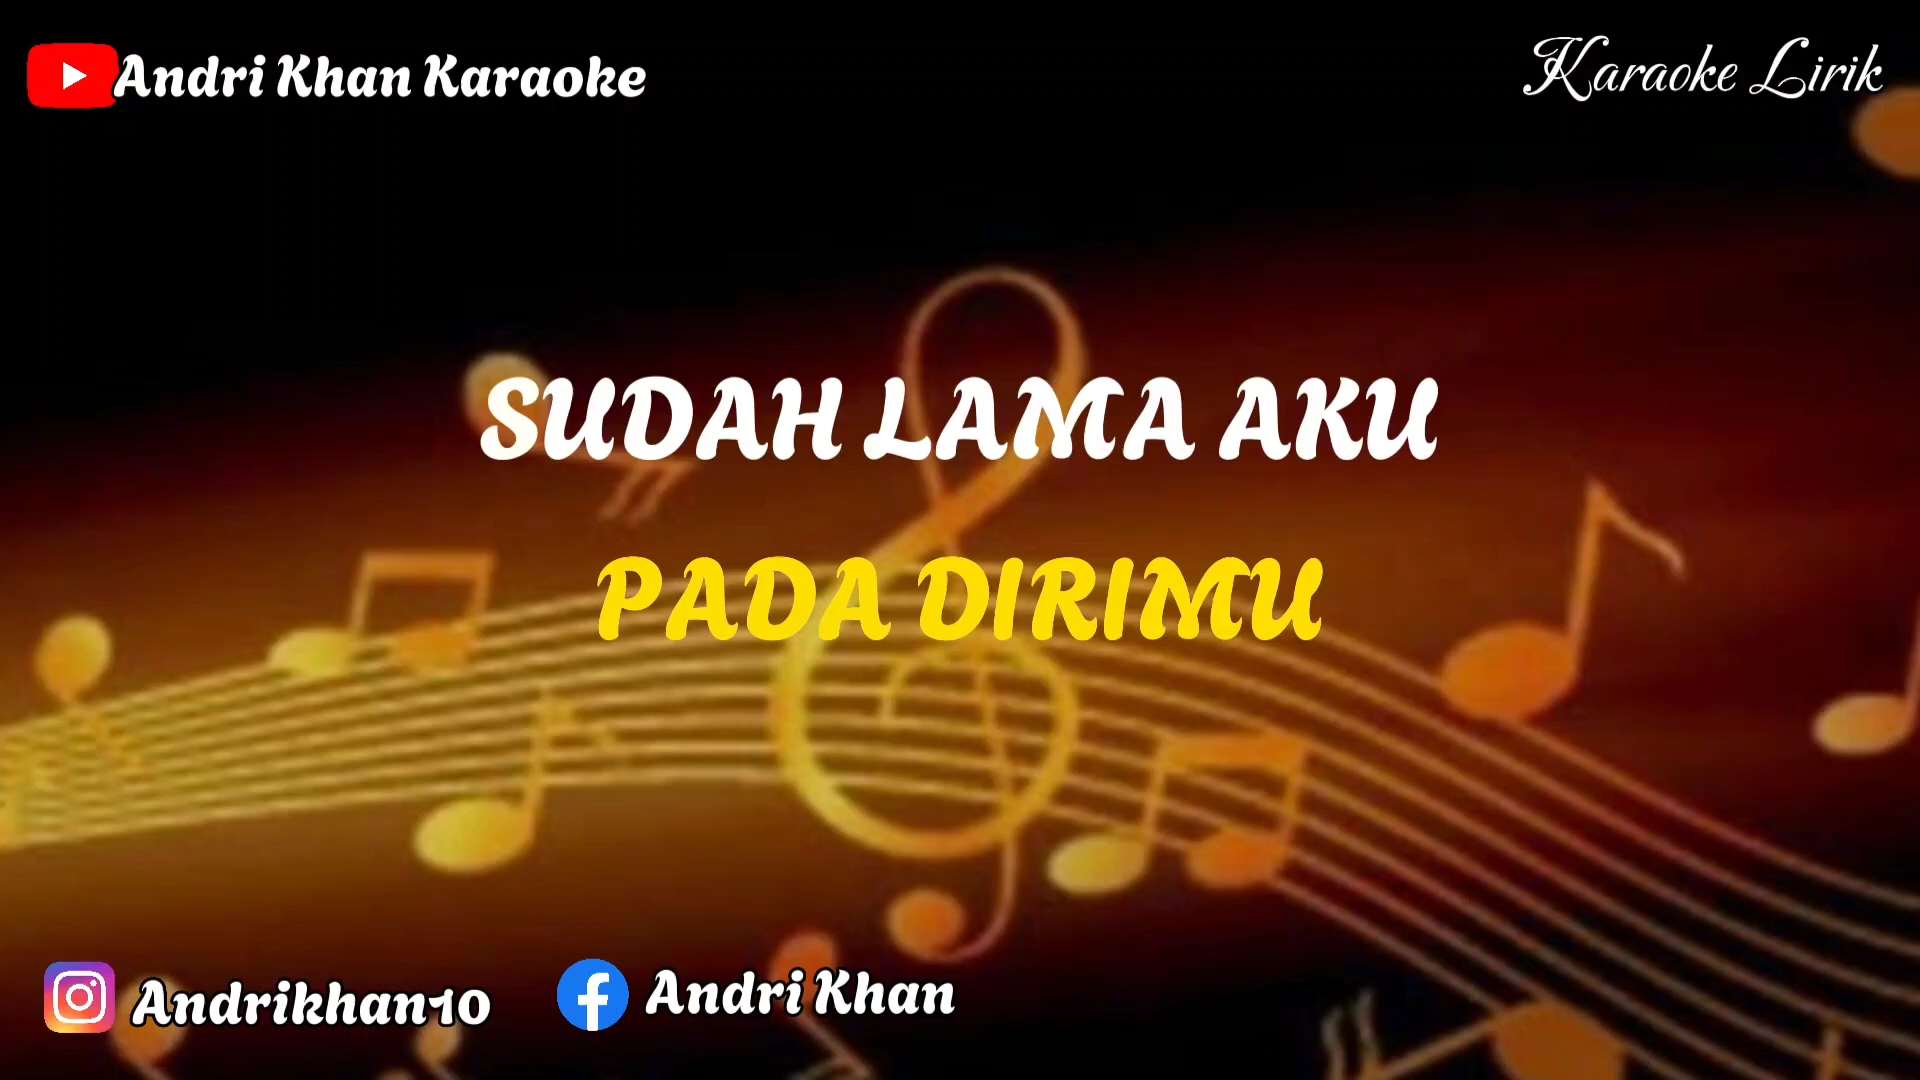 Andri Khan Karaoke
Karaoke Lirik
SUDAH LAMA AKU
PADA DIRIMU
Andrikhan10
Andri Khan